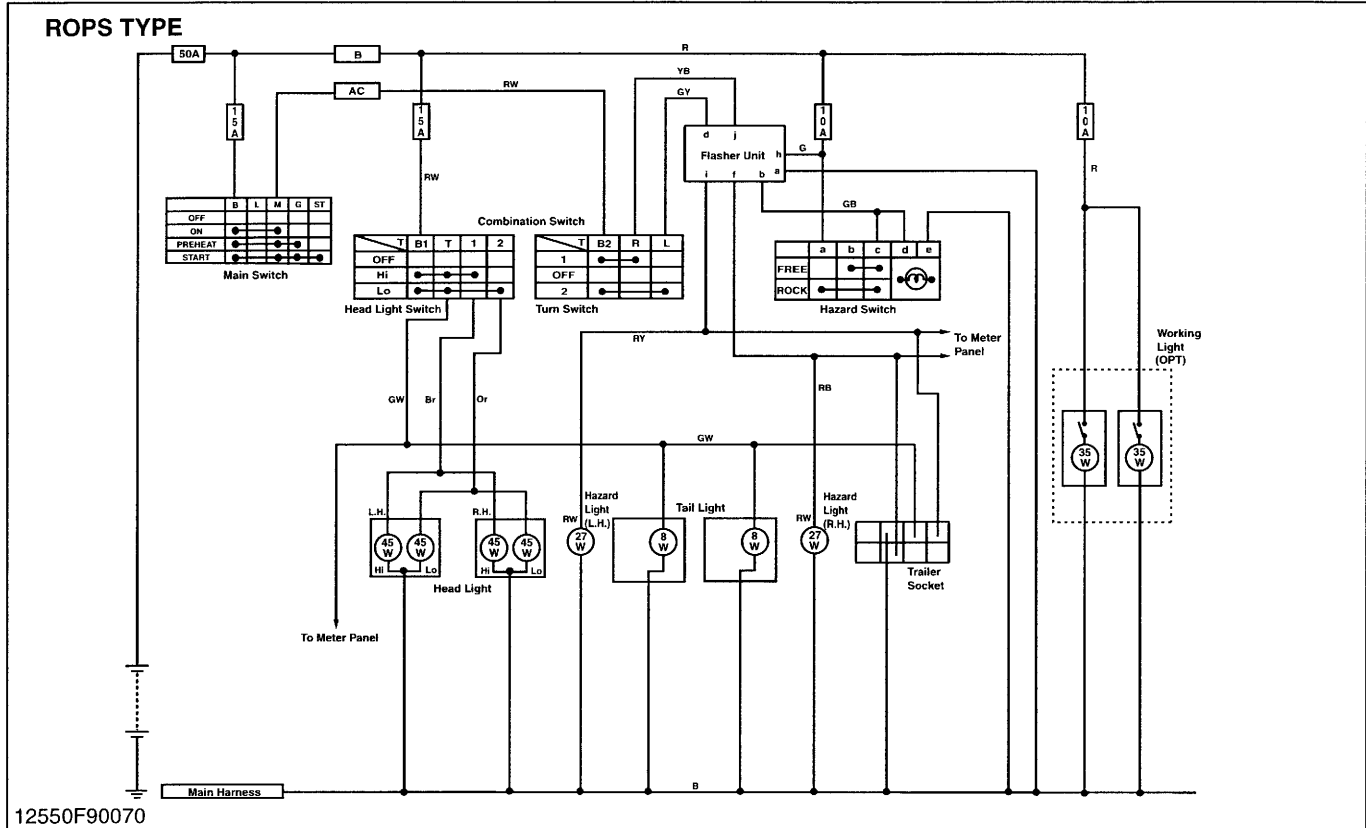 ROPS TYPE
50A
B
R
YB
AC
RW
GY
15A
15A
10A
10A
d j
Flasher Unit
h
i f b a
G
R
RW
GB
B L M G ST
OFF
ON
PREHEAT
START
Main Switch
Combination Switch
T B1 T 1 2
OFF
Hi
Lo
Head Light Switch
T B2 R L
1
OFF
2
Turn Switch
a b c d e
FREE
ROCK
Hazard Switch
RY
To Meter
Panel
Working
Light
(OPT)
GW
Br
Or
RB
GW
35
W
35
W
L.H.
R.H.
45
W
45
W
Hi
Lo
45
W
45
W
Hi
Lo
Head Light
RW
27
W
Hazard
Light
(L.H.)
Tail Light
8
W
8
W
RW
27
W
Hazard
Light
(R.H.)
Trailer
Socket
To Meter Panel
Main Harness
B
12550F90070